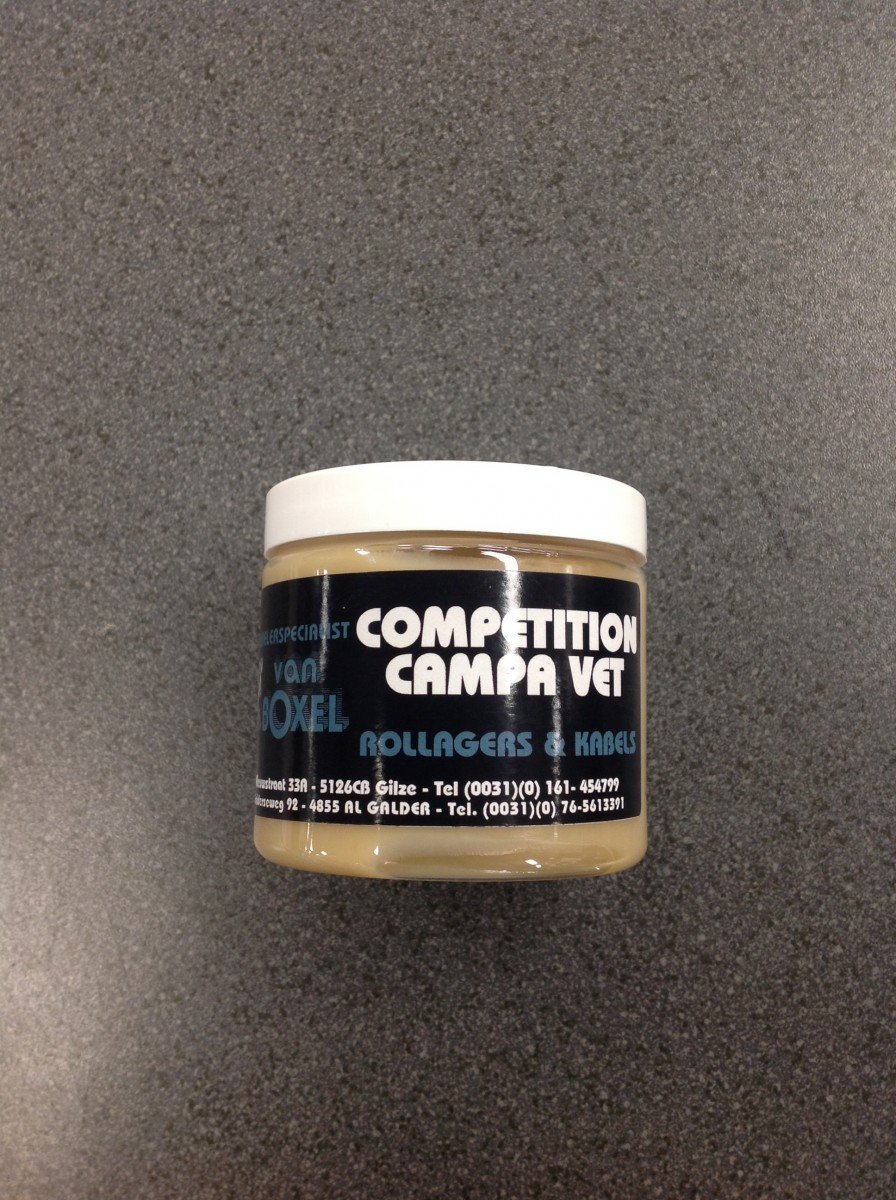 COMPETITION
CAMPA VET
van
BOXEL
ROLLAGERS & KABELS
33A - 5126CB Gilze - Tel (0031)(0) 161- 454799
92 - 4855 AL GALDER - Tel. (0031)(0) 76-5613391